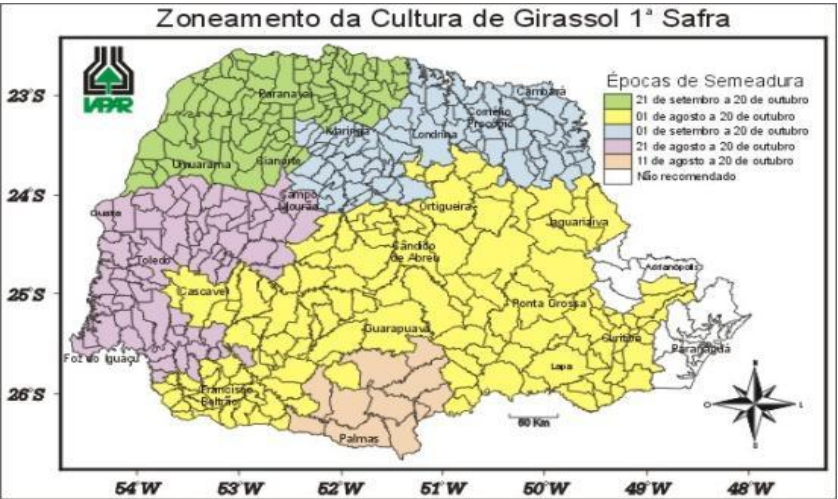 Zoneamento da Cultura de Girassol 1ª Safra
IAPAR
Épocas de Semeadura
21 de setembro a 20 de outubro
01 de agosto a 20 de outubro
01 de setembro a 20 de outubro
21 de agosto a 20 de outubro
11 de agosto a 20 de outubro
Não recomendado
23°S
24°S
25°S
26°S
Paranavaí
Cambará
Cornélio
Procópio
Maringá
Londrina
Umuarama
Cianorte
Campo
Mourão
Guaíra
Ortigueira
Jaguariaíva
Cândido
de Abreu
Toledo
Adrianópolis
Cascavel
Ponta Grossa
Guarapuava
Curitiba
Paranaguá
Foz do Iguaçu
Lapa
Francisco
Beltrão
Palmas
50 Km
N
O
L
S
54°W
53°W
52°W
51°W
50°W
49°W
48°W